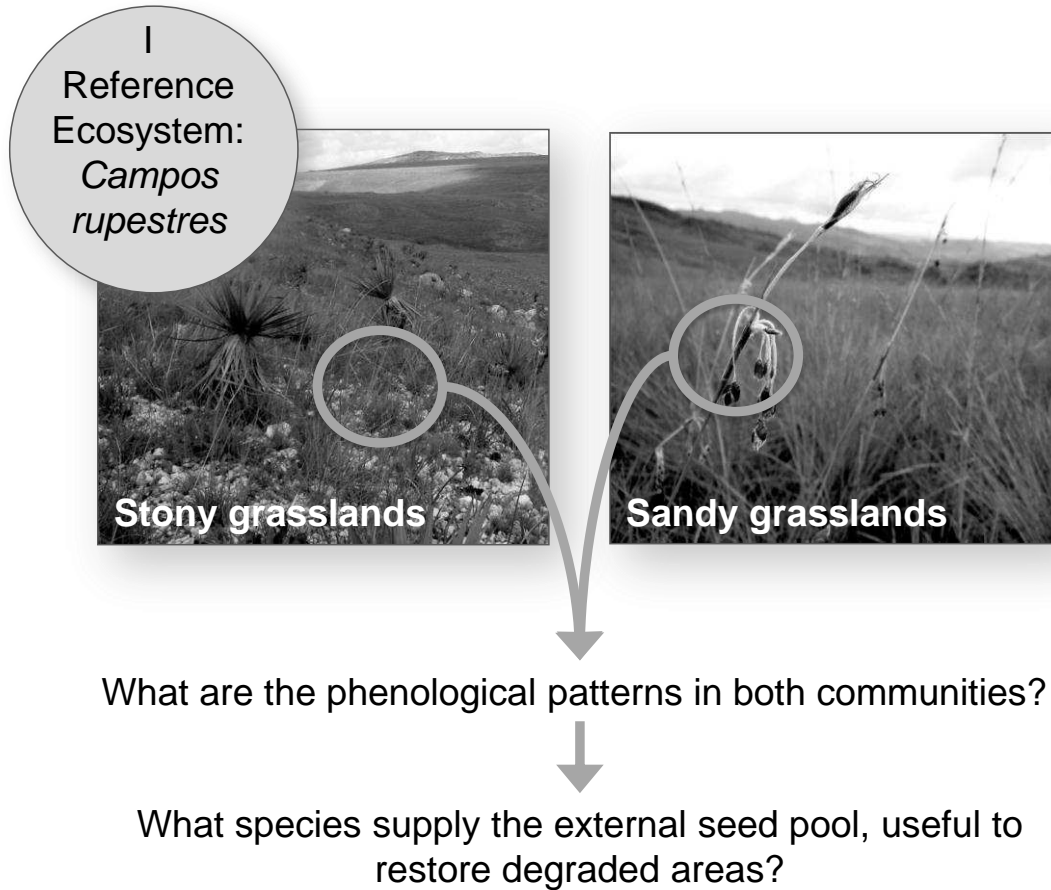 I
Reference
Ecosystem:
Campos
rupestres
Stony grasslands
Sandy grasslands
What are the phenological patterns in both communities?
What species supply the external seed pool, useful to
restore degraded areas?